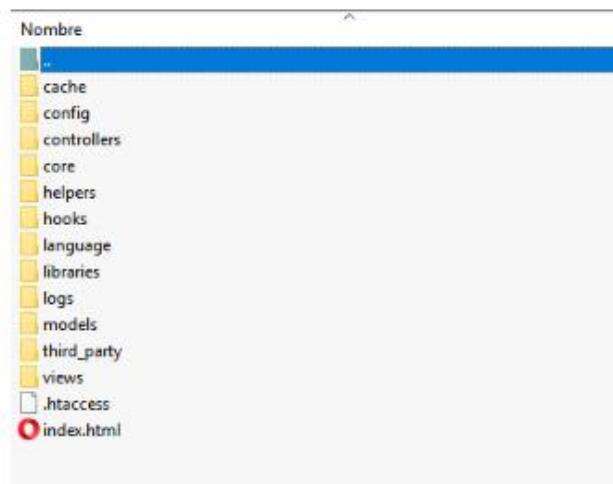 Nombre
..
cache
config
controllers
core
helpers
hooks
language
libraries
logs
models
third_party
views
.htaccess
index.html